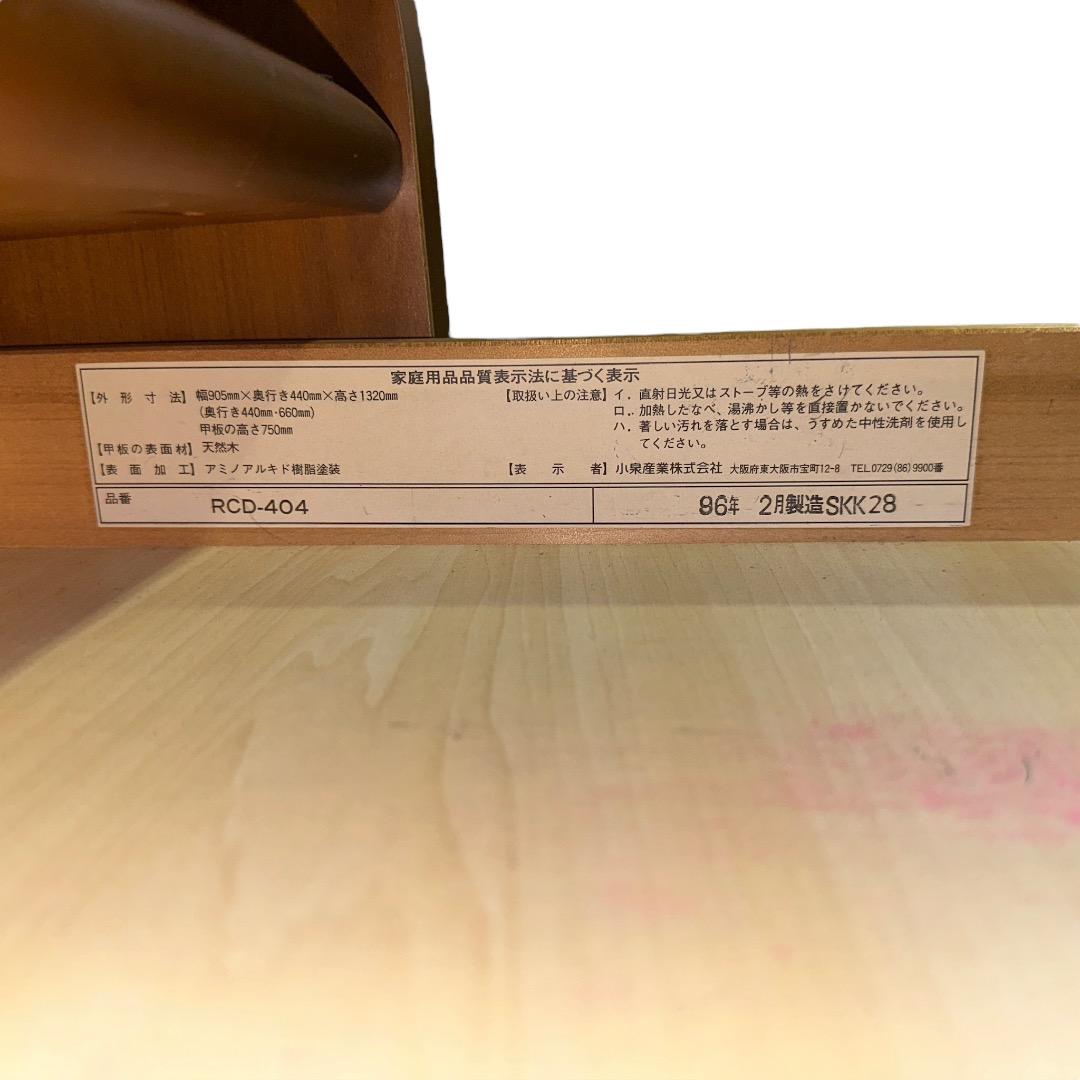 家庭用品品質表示法に基づく表示
【外形寸法】 幅905mm×奥行き440mm×高さ1320mm
(奥行き440mm・660mm)
甲板の高さ750mm
【甲板の表面材】 天然木
【表面加工】 アミノアルキド樹脂塗装
【取扱い上の注意】 イ．直射日光又はストーブ等の熱をさけてください。
ロ．加熱したなべ、湯沸かし等を直接置かないでください。
ハ．著しい汚れを落とす場合は、うすめた中性洗剤を使用し
てください。
【表示者】 小泉産業株式会社 大阪府東大阪市宝町12-8 TEL.0729(86)9900番
品番 RCD-404
96年 2月製造SKK28